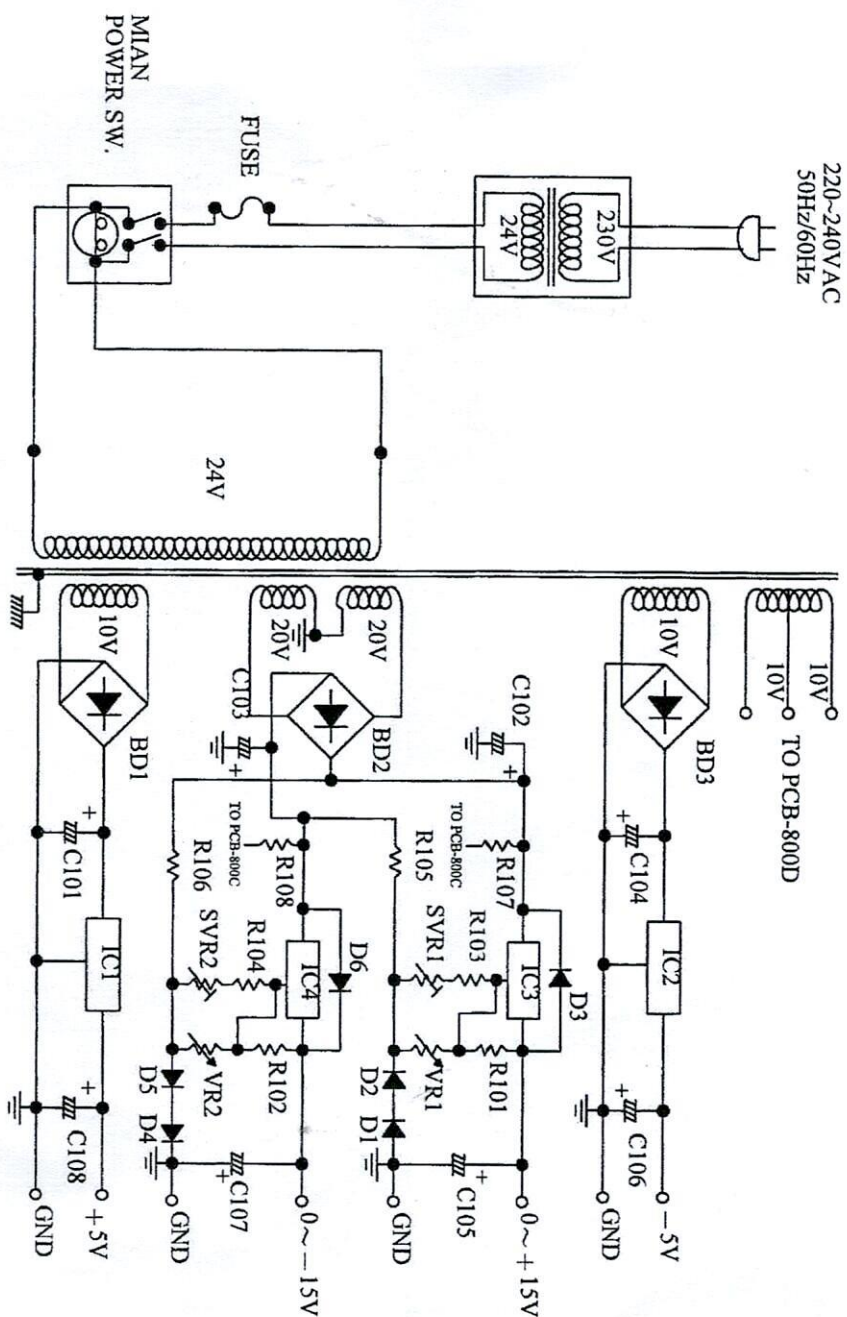 220~240VAC
50Hz/60Hz
230V
24V
FUSE
MIAN
POWER SW.
24V
10V
10V
TO PCB-800D
10V
BD3
C104
IC2
C106
−5V
GND
20V
20V
BD2
C102
C103
TO PCB-800C
R107
D3
IC3
R103
SVR1
R105
R101
VR1
D2
D1
C105
0~+15V
GND
TO PCB-800C
R108
D6
IC4
R104
SVR2
R106
R102
VR2
D5
D4
C107
0~−15V
GND
10V
BD1
C101
IC1
C108
+5V
GND